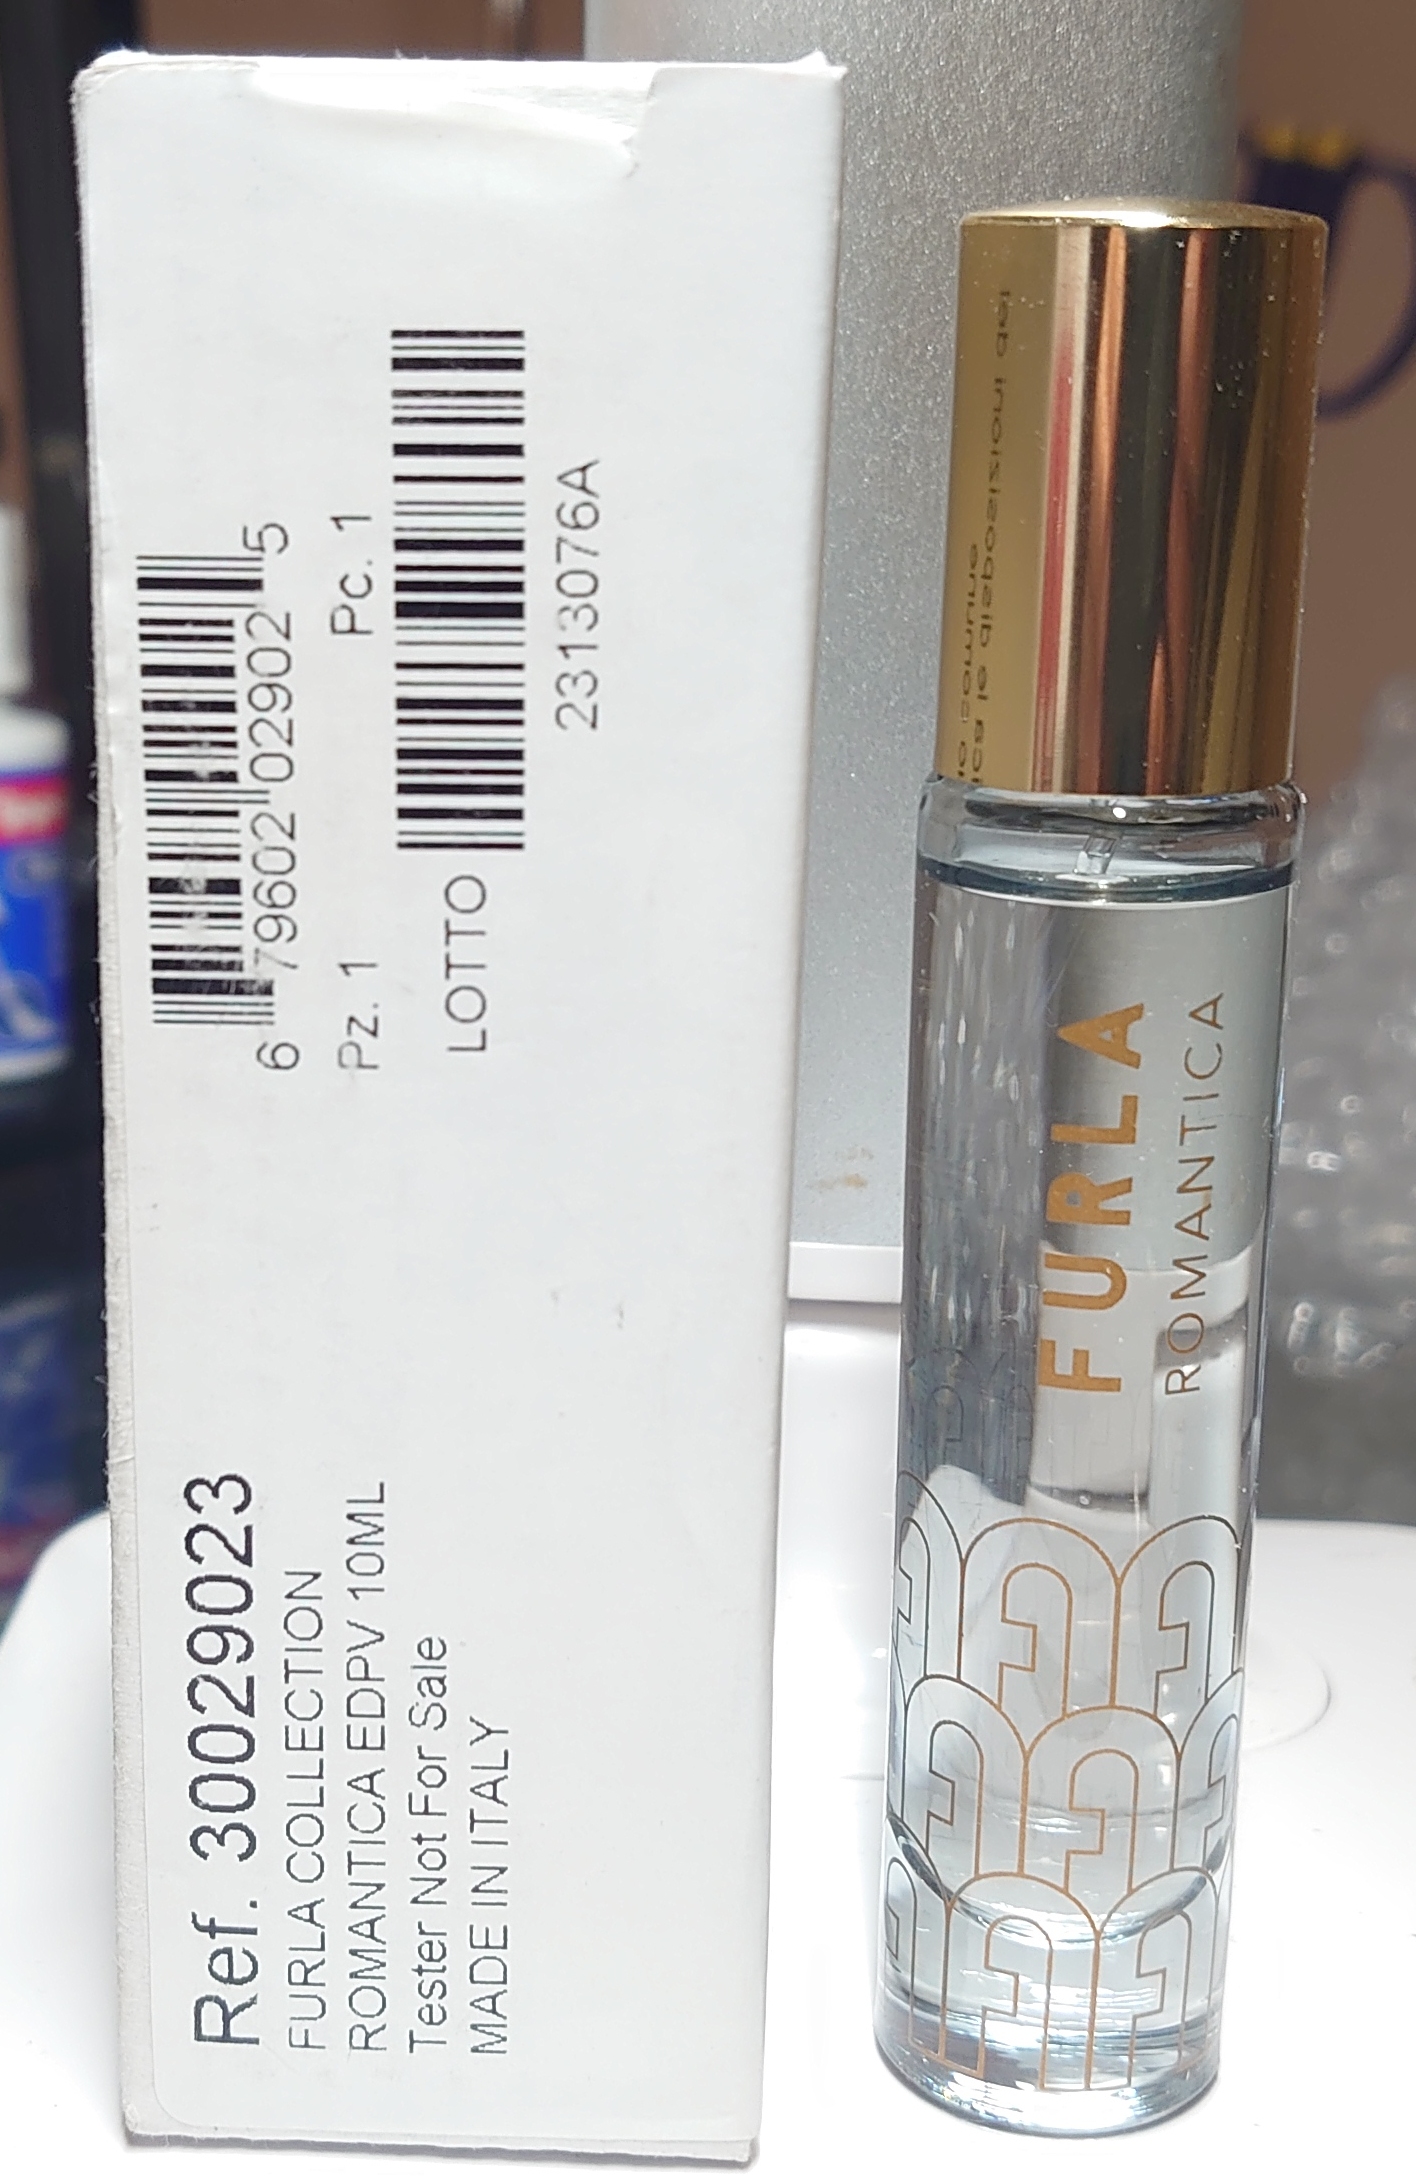 Ref. 30029023
FURLA COLLECTION
ROMANTICA EDPV 10ML
Tester Not For Sale
MADE IN ITALY
6 79602 02902 5
Pz. 1 Pc. 1
LOTTO
2313076A
FURLA
ROMANTICA